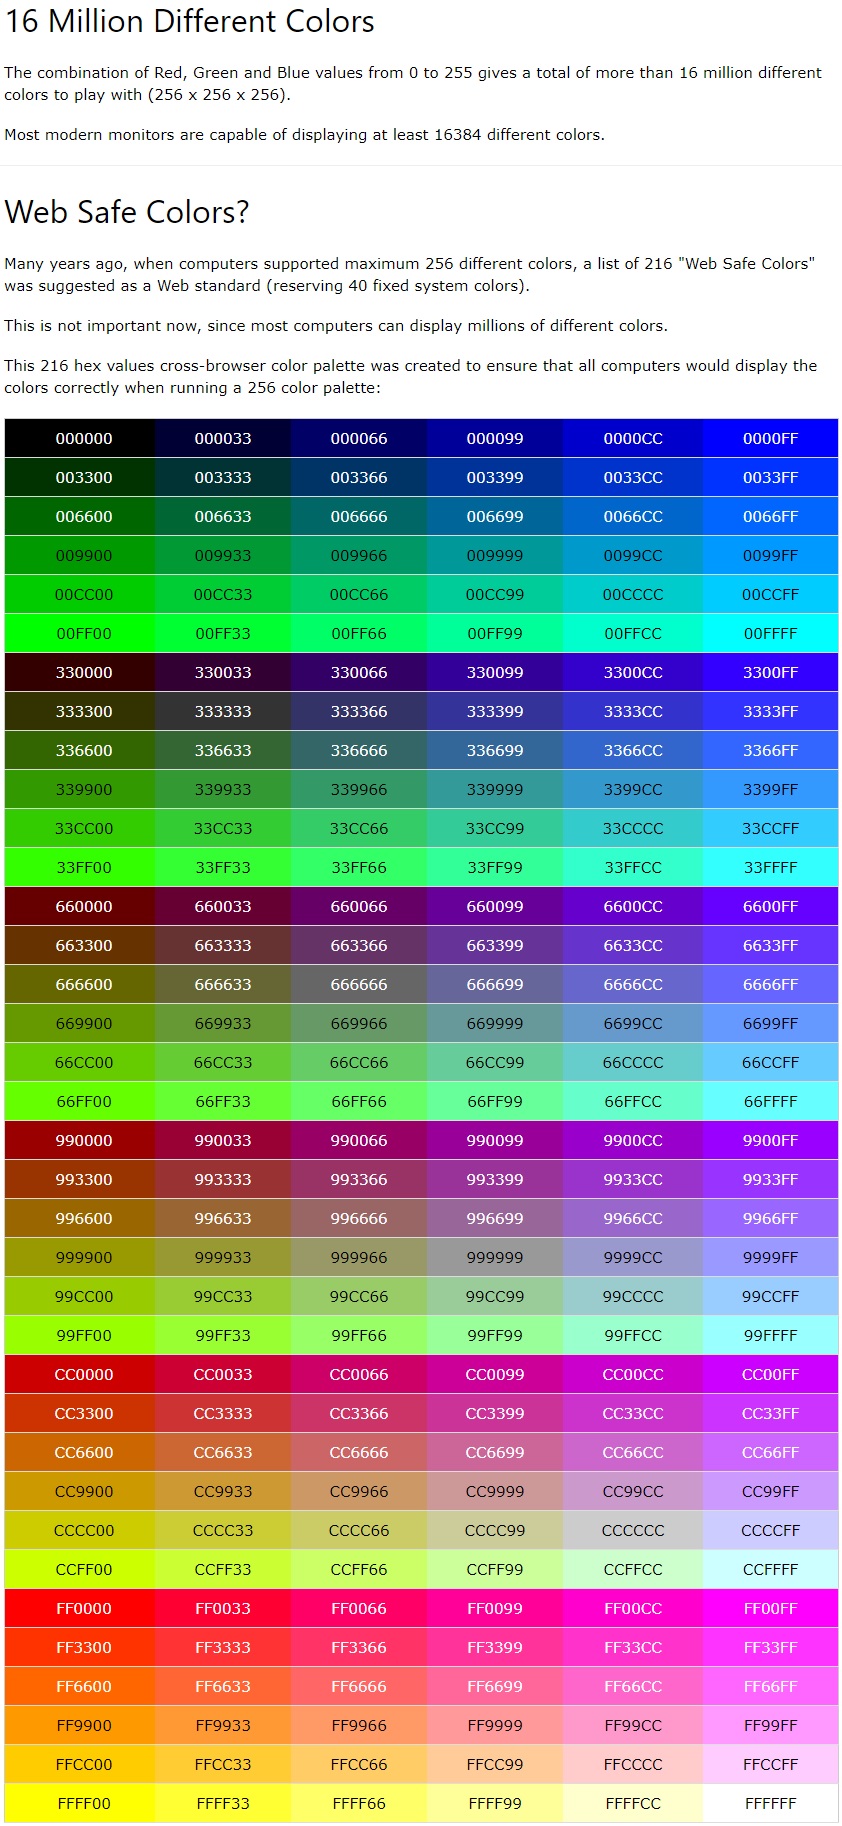 16 Million Different Colors
The combination of Red, Green and Blue values from 0 to 255 gives a total of more than 16 million different
colors to play with (256 x 256 x 256).
Most modern monitors are capable of displaying at least 16384 different colors.
Web Safe Colors?
Many years ago, when computers supported maximum 256 different colors, a list of 216 "Web Safe Colors"
was suggested as a Web standard (reserving 40 fixed system colors).
This is not important now, since most computers can display millions of different colors.
This 216 hex values cross-browser color palette was created to ensure that all computers would display the
colors correctly when running a 256 color palette:
000000 000033 000066 000099 0000CC 0000FF
003300 003333 003366 003399 0033CC 0033FF
006600 006633 006666 006699 0066CC 0066FF
009900 009933 009966 009999 0099CC 0099FF
00CC00 00CC33 00CC66 00CC99 00CCCC 00CCFF
00FF00 00FF33 00FF66 00FF99 00FFCC 00FFFF
330000 330033 330066 330099 3300CC 3300FF
333300 333333 333366 333399 3333CC 3333FF
336600 336633 336666 336699 3366CC 3366FF
339900 339933 339966 339999 3399CC 3399FF
33CC00 33CC33 33CC66 33CC99 33CCCC 33CCFF
33FF00 33FF33 33FF66 33FF99 33FFCC 33FFFF
660000 660033 660066 660099 6600CC 6600FF
663300 663333 663366 663399 6633CC 6633FF
666600 666633 666666 666699 6666CC 6666FF
669900 669933 669966 669999 6699CC 6699FF
66CC00 66CC33 66CC66 66CC99 66CCCC 66CCFF
66FF00 66FF33 66FF66 66FF99 66FFCC 66FFFF
990000 990033 990066 990099 9900CC 9900FF
993300 993333 993366 993399 9933CC 9933FF
996600 996633 996666 996699 9966CC 9966FF
999900 999933 999966 999999 9999CC 9999FF
99CC00 99CC33 99CC66 99CC99 99CCCC 99CCFF
99FF00 99FF33 99FF66 99FF99 99FFCC 99FFFF
CC0000 CC0033 CC0066 CC0099 CC00CC CC00FF
CC3300 CC3333 CC3366 CC3399 CC33CC CC33FF
CC6600 CC6633 CC6666 CC6699 CC66CC CC66FF
CC9900 CC9933 CC9966 CC9999 CC99CC CC99FF
CCCC00 CCCC33 CCCC66 CCCC99 CCCCCC CCCCFF
CCFF00 CCFF33 CCFF66 CCFF99 CCFFCC CCFFFF
FF0000 FF0033 FF0066 FF0099 FF00CC FF00FF
FF3300 FF3333 FF3366 FF3399 FF33CC FF33FF
FF6600 FF6633 FF6666 FF6699 FF66CC FF66FF
FF9900 FF9933 FF9966 FF9999 FF99CC FF99FF
FFCC00 FFCC33 FFCC66 FFCC99 FFCCCC FFCCFF
FFFF00 FFFF33 FFFF66 FFFF99 FFFFCC FFFFFF